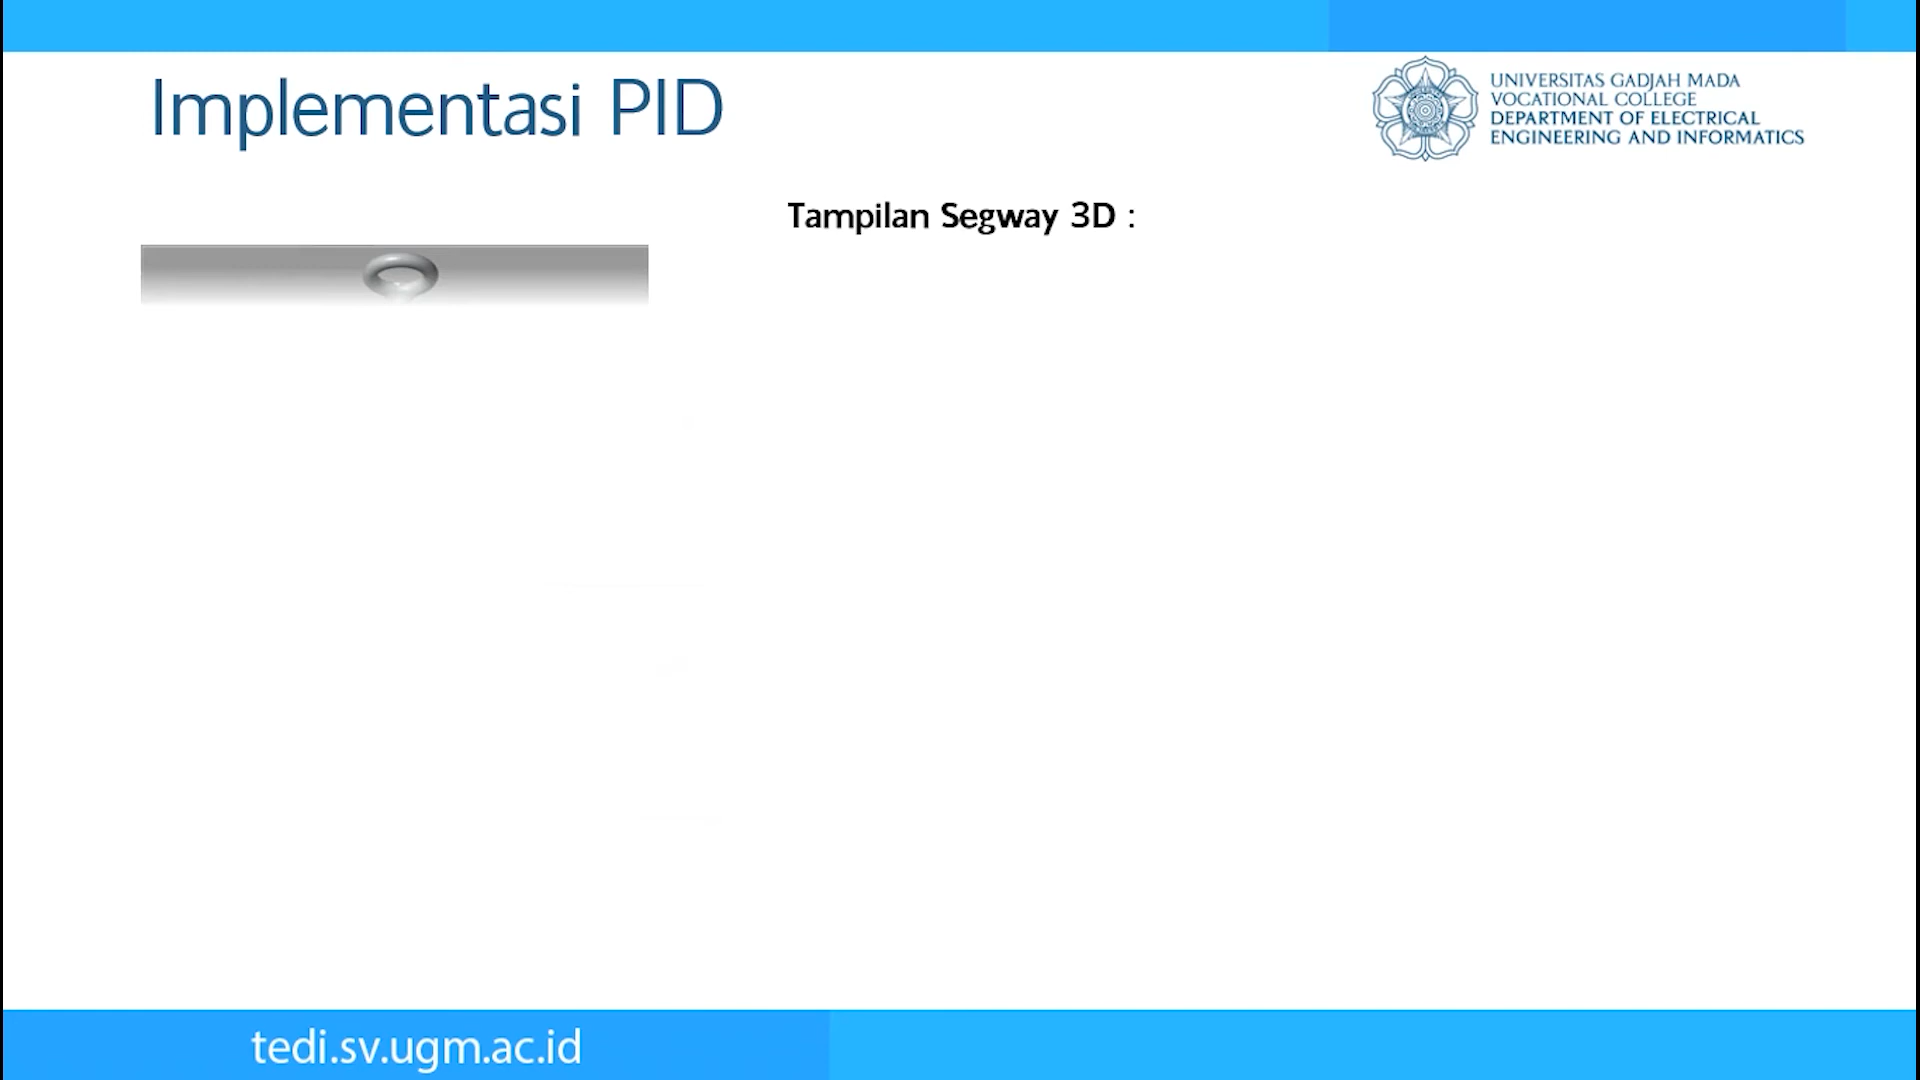 Implementasi PID
UNIVERSITAS GADJAH MADA
VOCATIONAL COLLEGE
DEPARTMENT OF ELECTRICAL
ENGINEERING AND INFORMATICS
Tampilan Segway 3D :
tedi.sv.ugm.ac.id